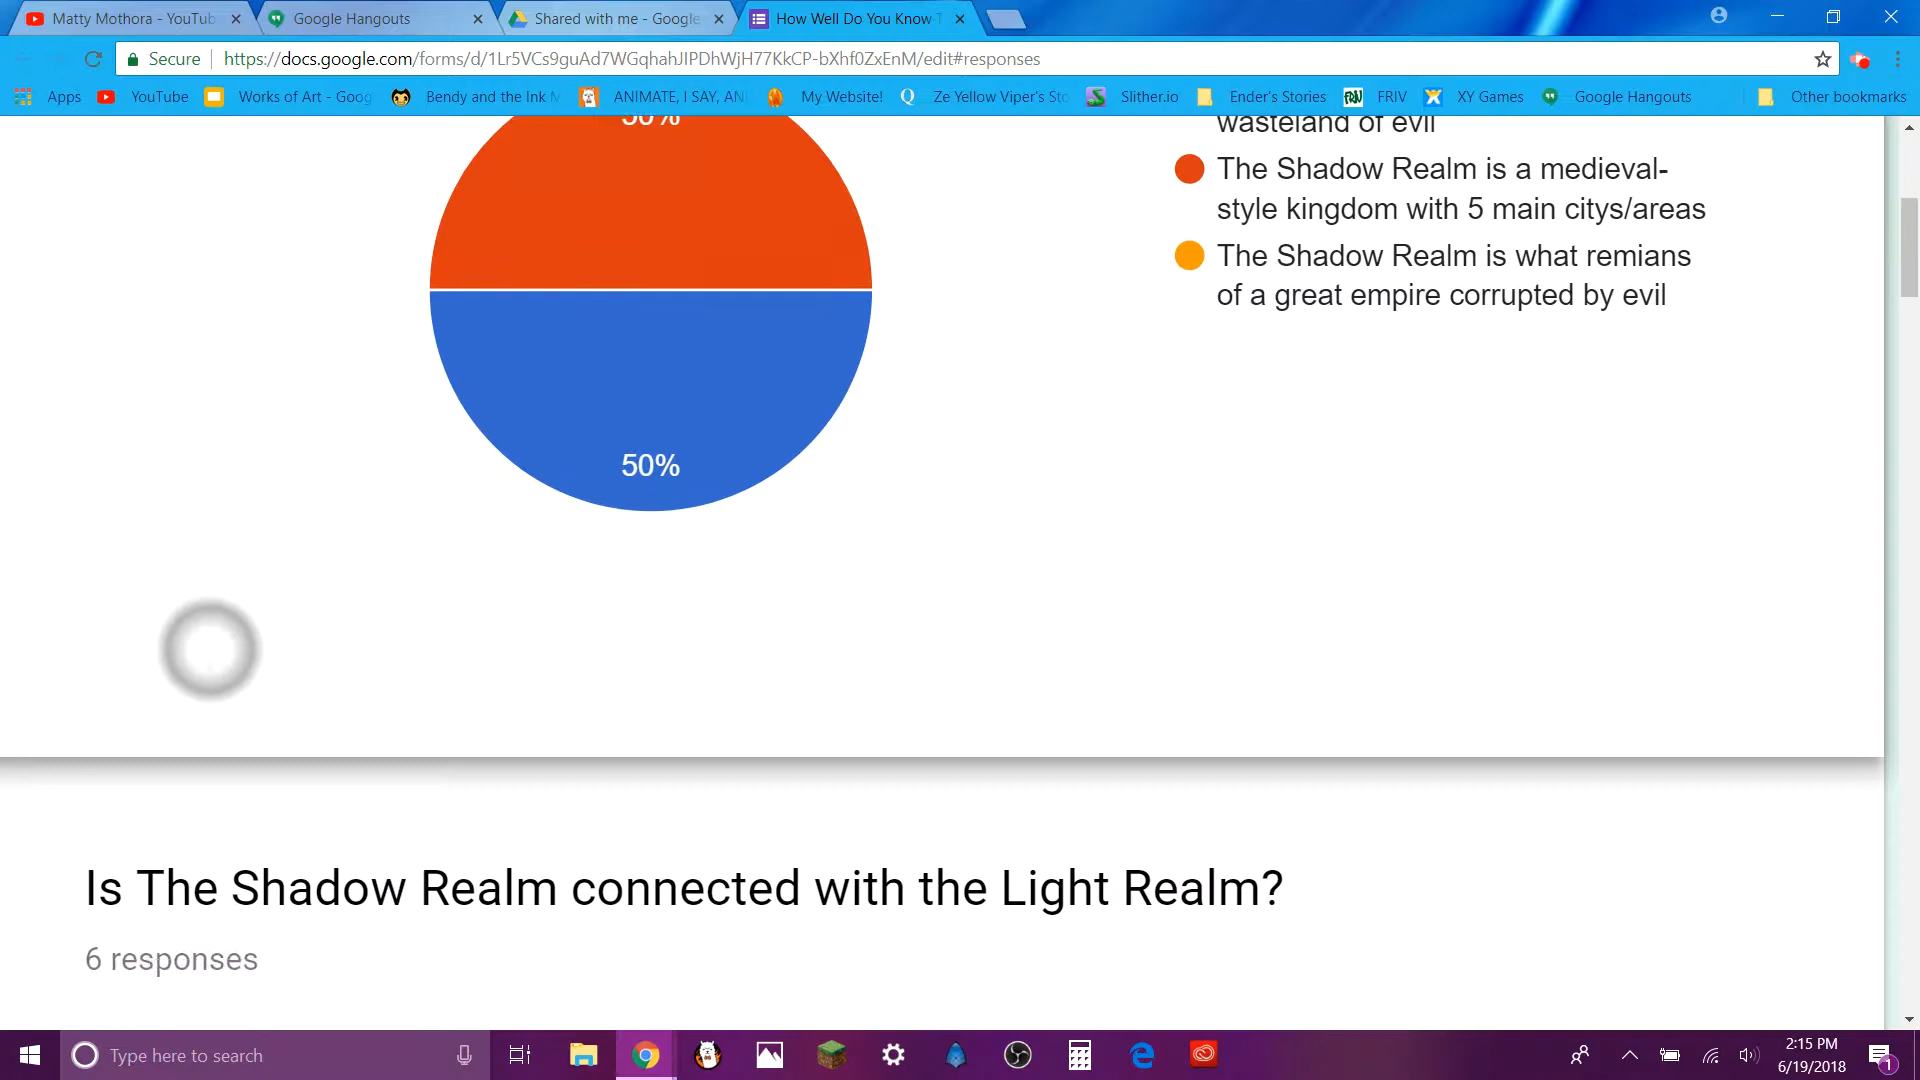 Matty Mothora - YouTub
Google Hangouts
Shared with me - Google
How Well Do You Know T
Secure
https://docs.google.com/forms/d/1Lr5VCs9guAd7WGqhahJIPDhWjH77KkCP-bXhf0ZxEnM/edit#responses
Apps
YouTube
Works of Art - Goog
Bendy and the Ink M
ANIMATE, I SAY, ANI
My Website!
Ze Yellow Viper's Sto
Slither.io
Ender's Stories
FRIV
XY Games
Google Hangouts
Other bookmarks
50%
wasteland of evil
The Shadow Realm is a medieval-
style kingdom with 5 main citys/areas
The Shadow Realm is what remians
of a great empire corrupted by evil
50%
Is The Shadow Realm connected with the Light Realm?
6 responses
Type here to search
2:15 PM
6/19/2018
1